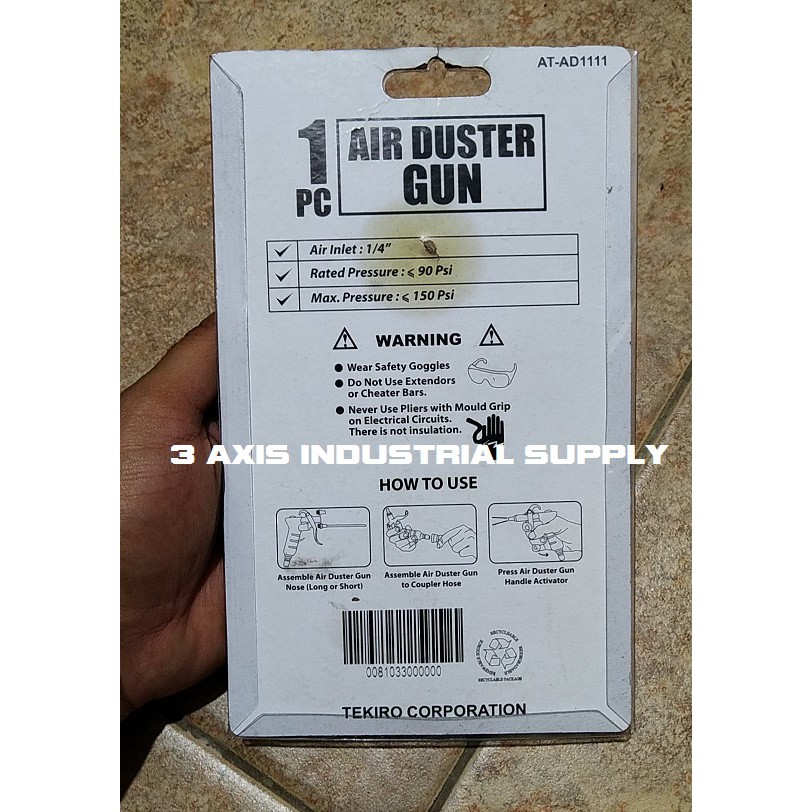 AT-AD1111
1
PC
AIR DUSTER
GUN
Air Inlet : 1/4"
Rated Pressure : ⩽ 90 Psi
Max. Pressure : ⩽ 150 Psi
WARNING
Wear Safety Goggles
Do Not Use Extendors
or Cheater Bars.
Never Use Pliers with Mould Grip
on Electrical Circuits.
There is not insulation.
3 AXIS INDUSTRIAL SUPPLY
HOW TO USE
Assemble Air Duster Gun
Nose (Long or Short)
Assemble Air Duster Gun
to Coupler Hose
Press Air Duster Gun
Handle Activator
0081033000000
RECYCLEABLE
RECYCLABLE PACKAGE
TEKIRO CORPORATION